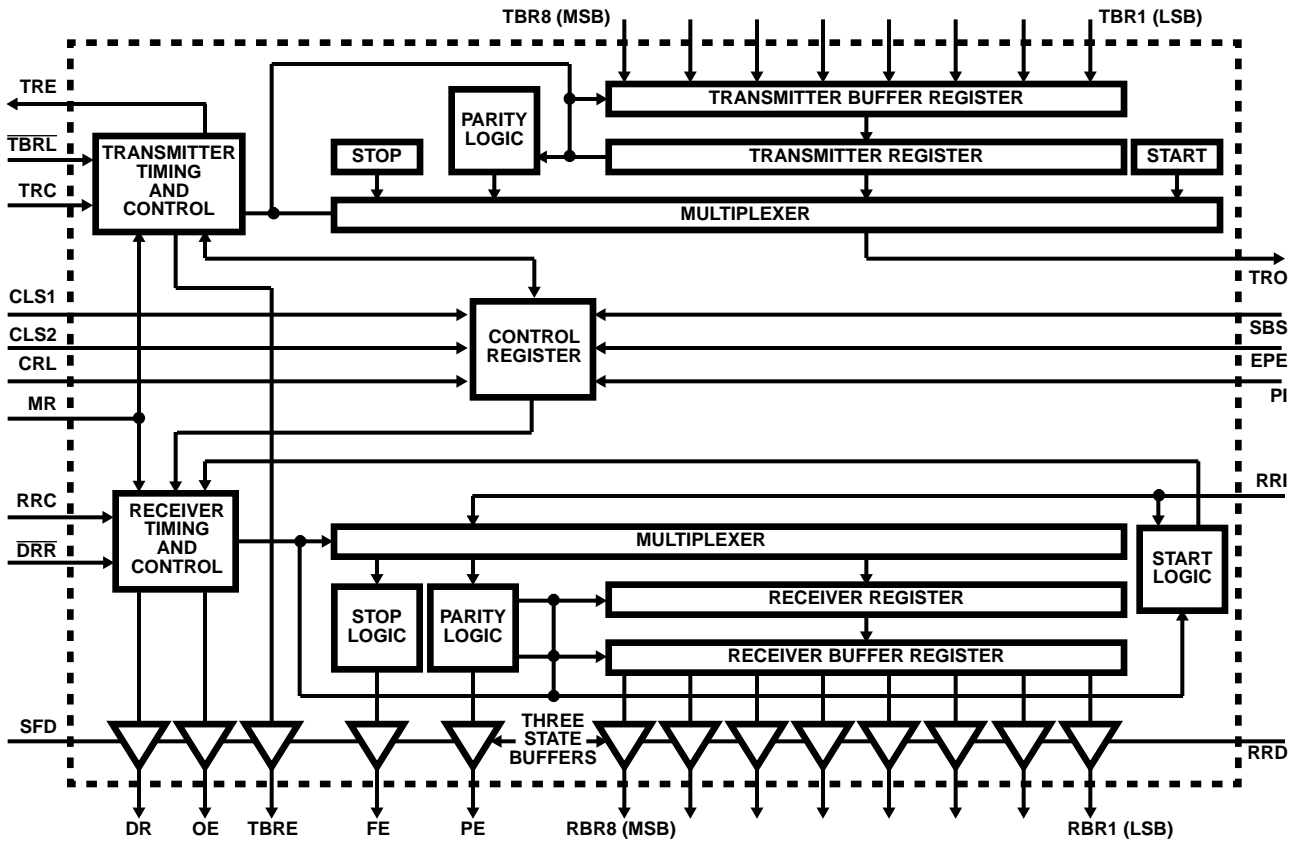 TBR8 (MSB)
TBR1 (LSB)
TRE
TBRL
TRC
TRANSMITTER
TIMING
AND
CONTROL
TRANSMITTER BUFFER REGISTER
PARITY
LOGIC
STOP
TRANSMITTER REGISTER
START
MULTIPLEXER
TRO
CLS1
CLS2
CRL
MR
CONTROL
REGISTER
SBS
EPE
PI
RRC
DRR
RECEIVER
TIMING
AND
CONTROL
RRI
MULTIPLEXER
START
LOGIC
STOP
LOGIC
PARITY
LOGIC
RECEIVER REGISTER
RECEIVER BUFFER REGISTER
SFD
THREE
STATE
BUFFERS
RRD
DR
OE
TBRE
FE
PE
RBR8 (MSB)
RBR1 (LSB)